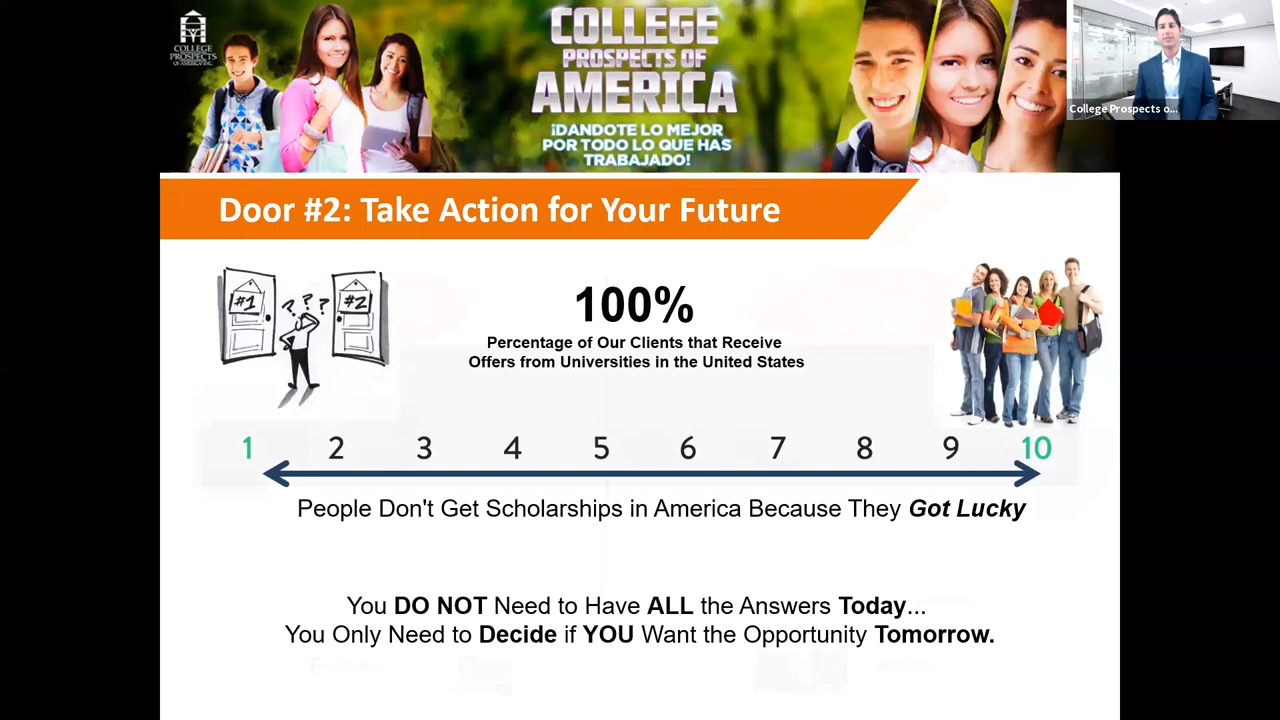 COLLEGE
PROSPECTS
OF AMERICA INC.
COLLEGE
PROSPECTS OF
AMERICA
¡DANDOTE LO MEJOR
POR TODO LO QUE HAS
TRABAJADO!
College Prospects o...
Door #2: Take Action for Your Future
#1
? ? ?
#2
100%
Percentage of Our Clients that Receive
Offers from Universities in the United States
1 2 3 4 5 6 7 8 9 10
People Don't Get Scholarships in America Because They Got Lucky
You DO NOT Need to Have ALL the Answers Today...
You Only Need to Decide if YOU Want the Opportunity Tomorrow.